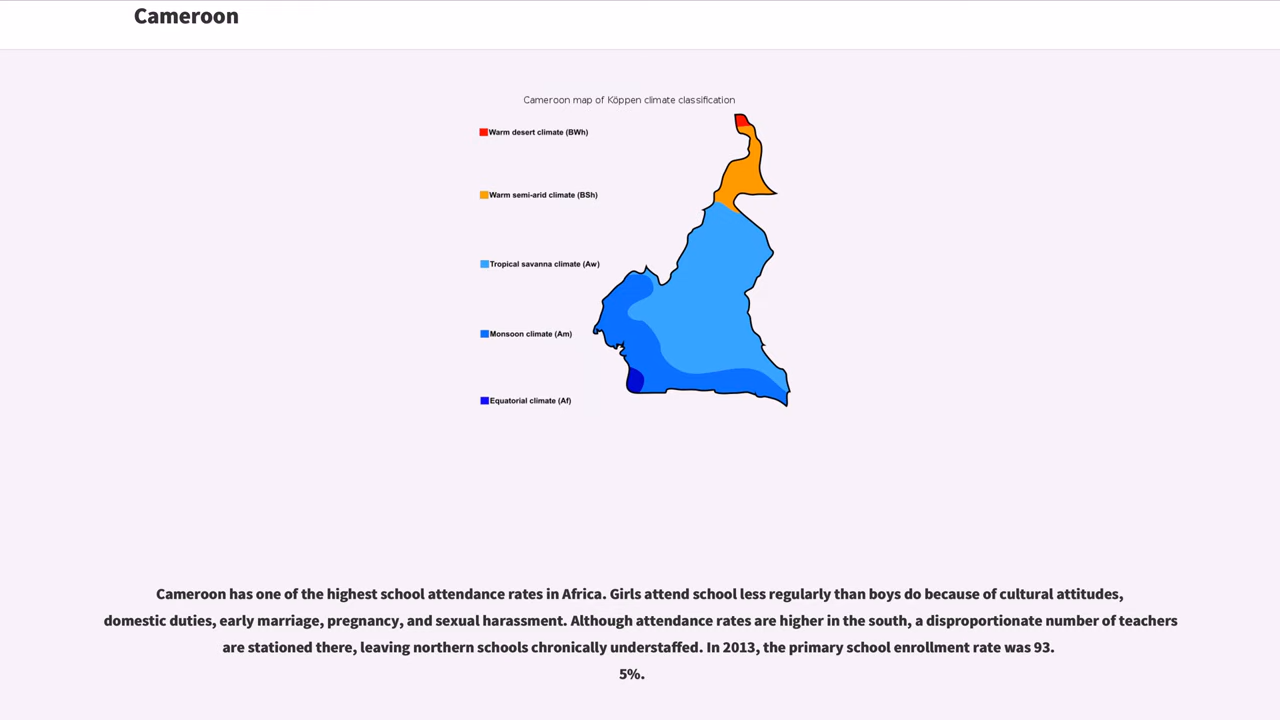 Cameroon
Cameroon map of Köppen climate classification
Warm desert climate (BWh)
Warm semi-arid climate (BSh)
Tropical savanna climate (Aw)
Monsoon climate (Am)
Equatorial climate (Af)
Cameroon has one of the highest school attendance rates in Africa. Girls attend school less regularly than boys do because of cultural attitudes,
domestic duties, early marriage, pregnancy, and sexual harassment. Although attendance rates are higher in the south, a disproportionate number of teachers
are stationed there, leaving northern schools chronically understaffed. In 2013, the primary school enrollment rate was 93.
5%.